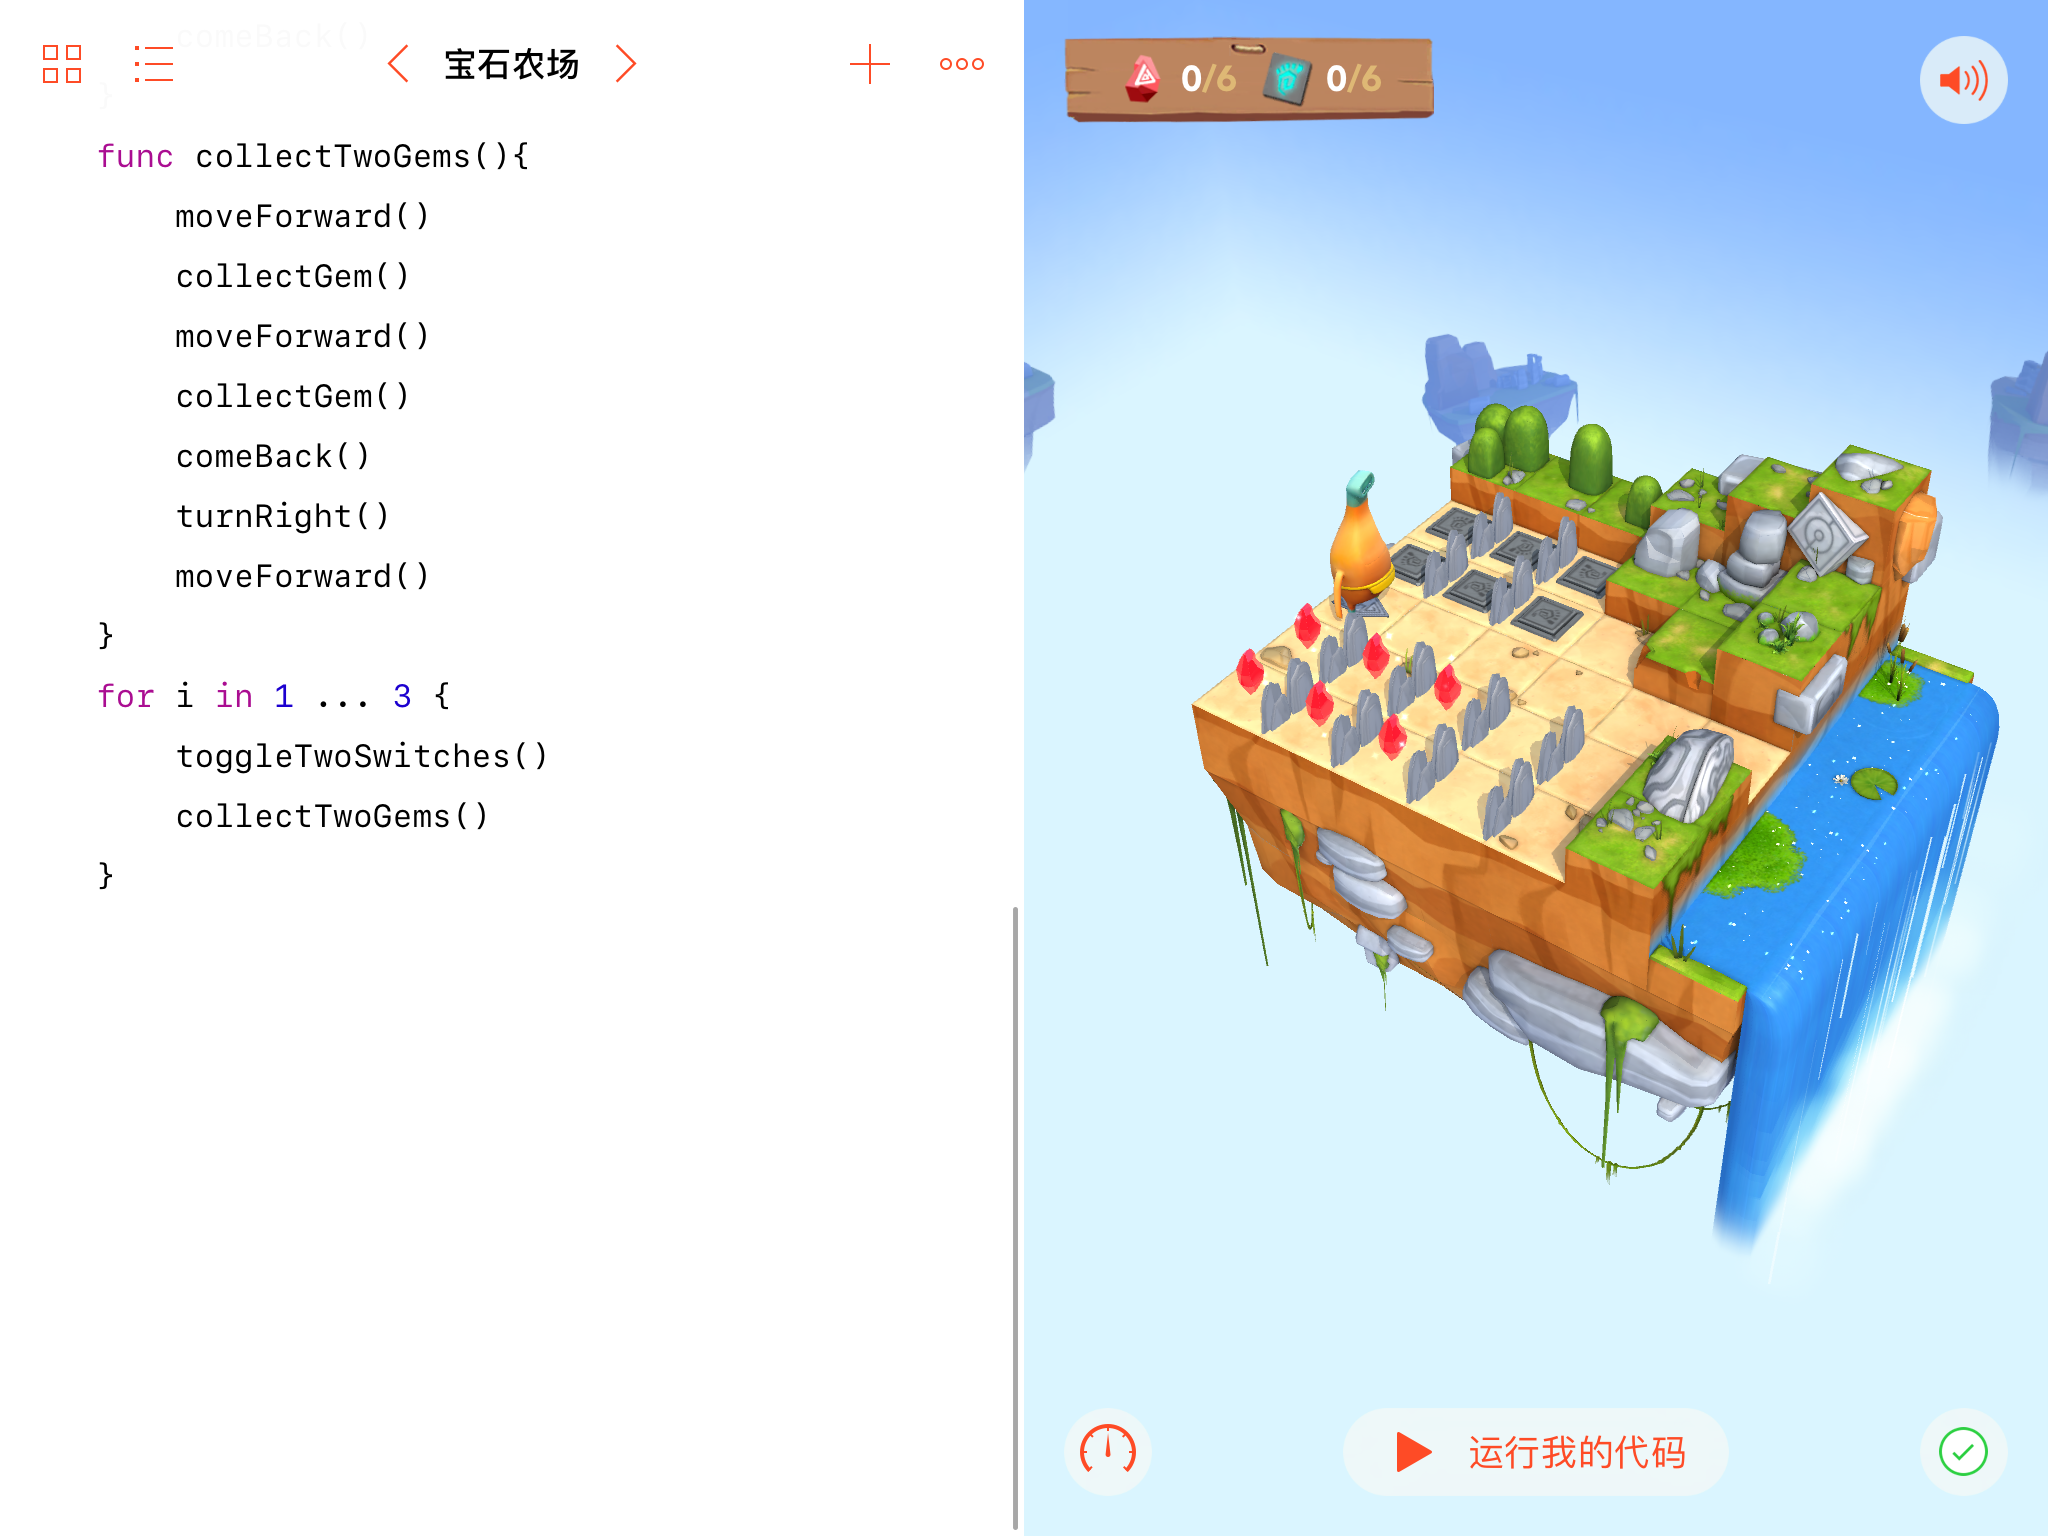 comeBack()
}
宝石农场
func collectTwoGems(){
    moveForward()
    collectGem()
    moveForward()
    collectGem()
    comeBack()
    turnRight()
    moveForward()
}
for i in 1 ... 3 {
    toggleTwoSwitches()
    collectTwoGems()
}
0/6 0/6
运行我的代码